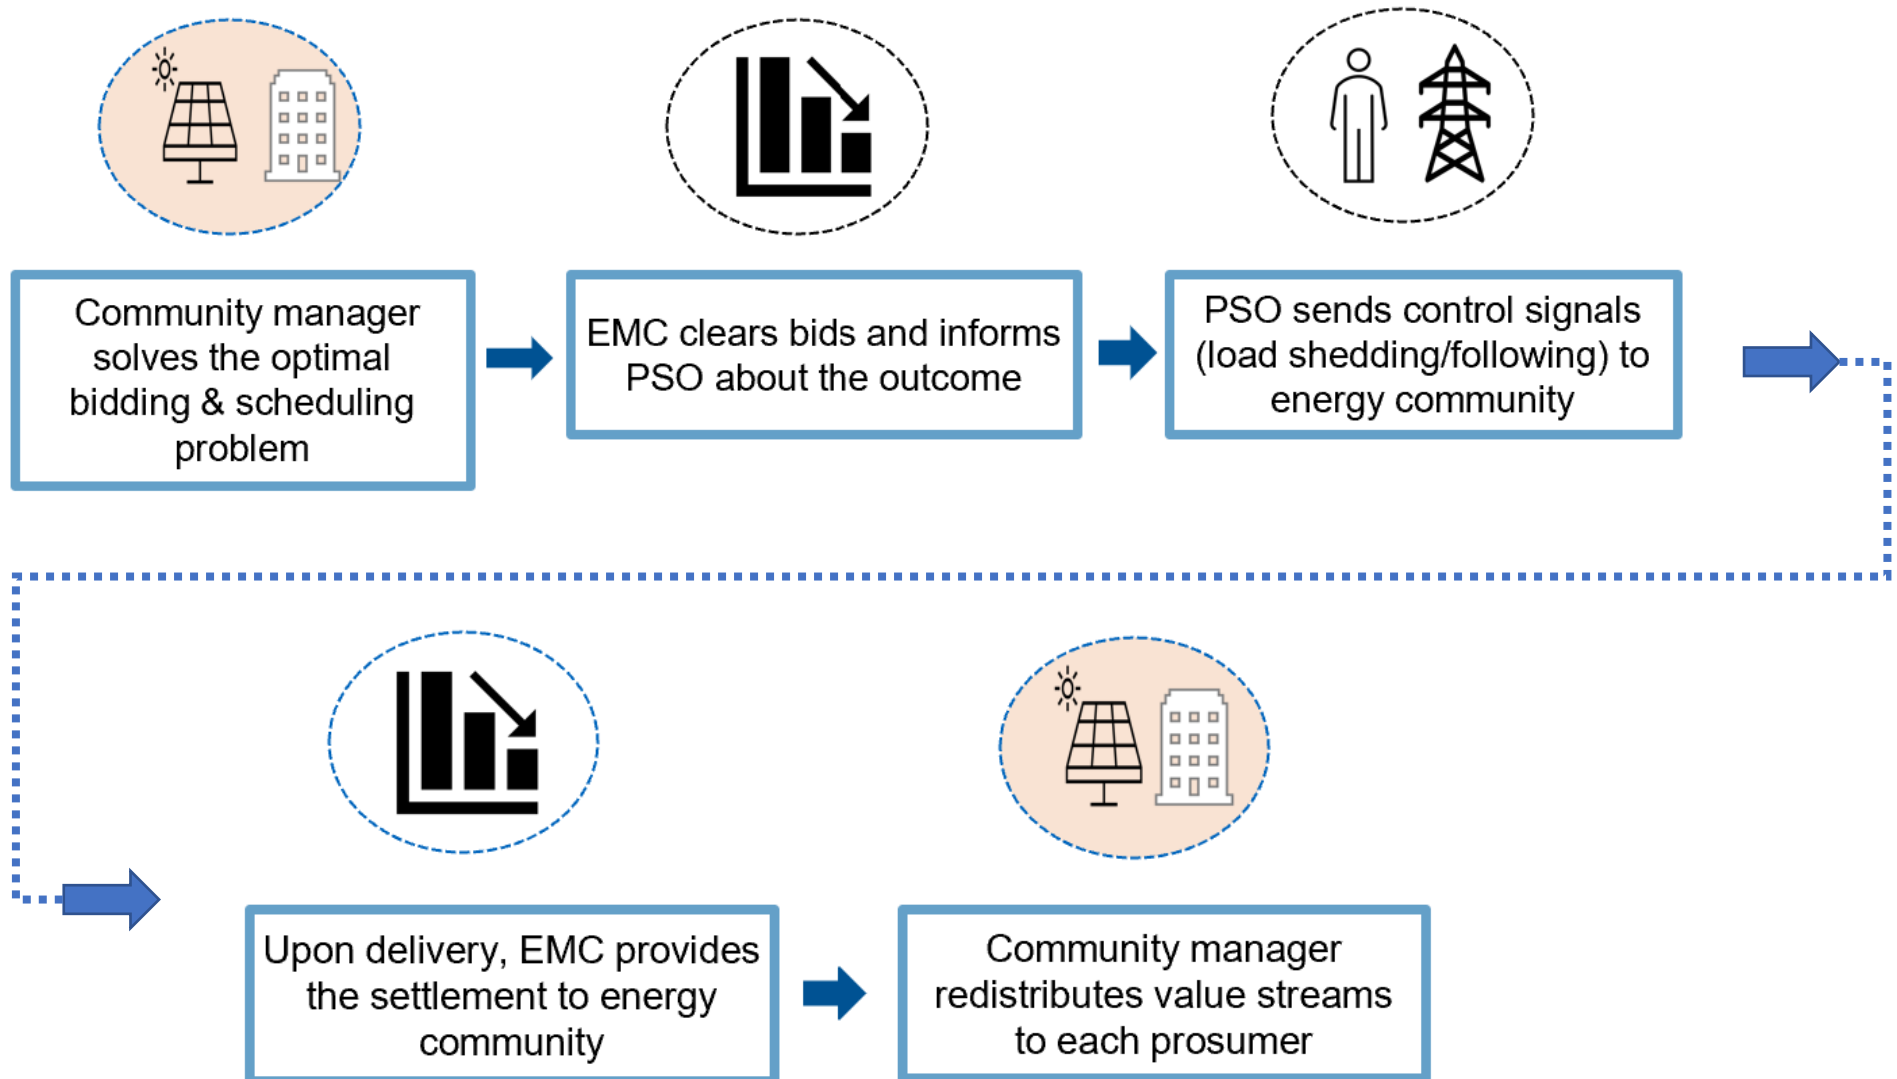 Community manager
solves the optimal
bidding & scheduling
problem
EMC clears bids and informs
PSO about the outcome
PSO sends control signals
(load shedding/following) to
energy community
Upon delivery, EMC provides
the settlement to energy
community
Community manager
redistributes value streams
to each prosumer